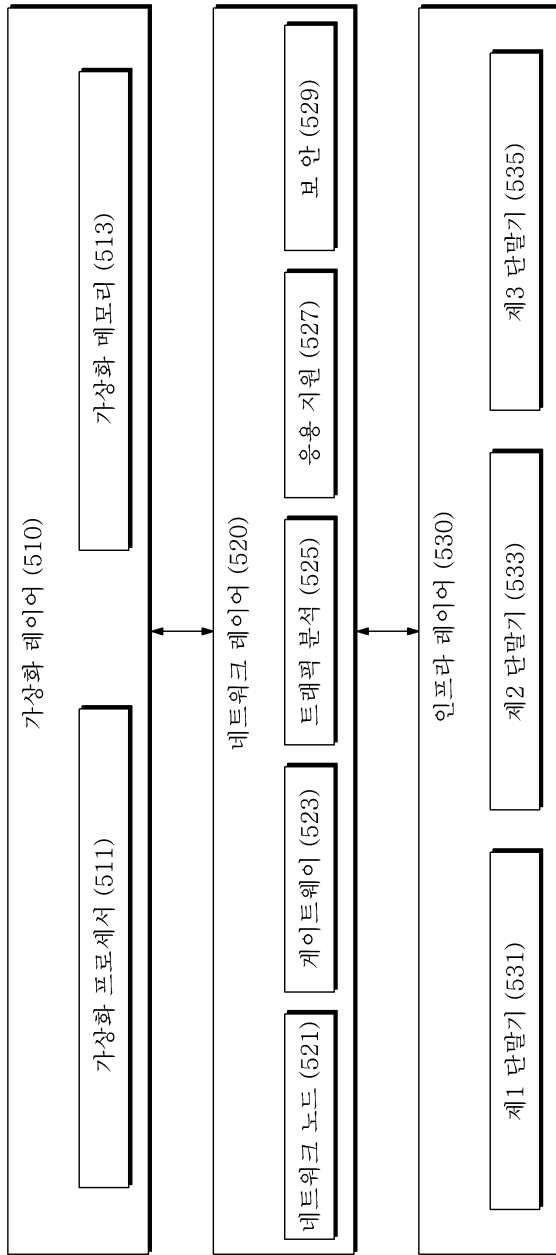 가상화 레이어 (510)
가상화 프로세서 (511)
가상화 메모리 (513)
네트워크 레이어 (520)
네트워크 노드 (521)
게이트웨이 (523)
트래픽 분석 (525)
응용 지원 (527)
보 안 (529)
인프라 레이어 (530)
제1 단말기 (531)
제2 단말기 (533)
제3 단말기 (535)